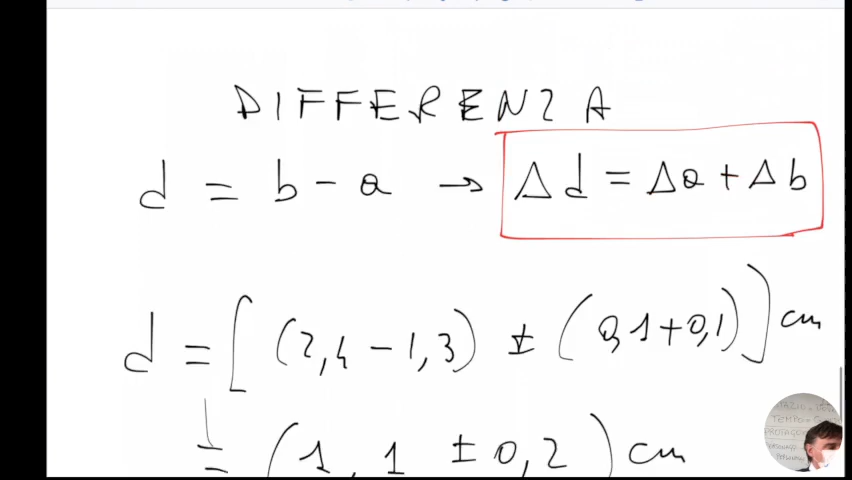 DIFFERENZA
d = b - a → Δd = Δa + Δb
d = [(2,4 - 1,3) ± (0,1 + 0,1)] cm
= (1,1 ± 0,2) cm